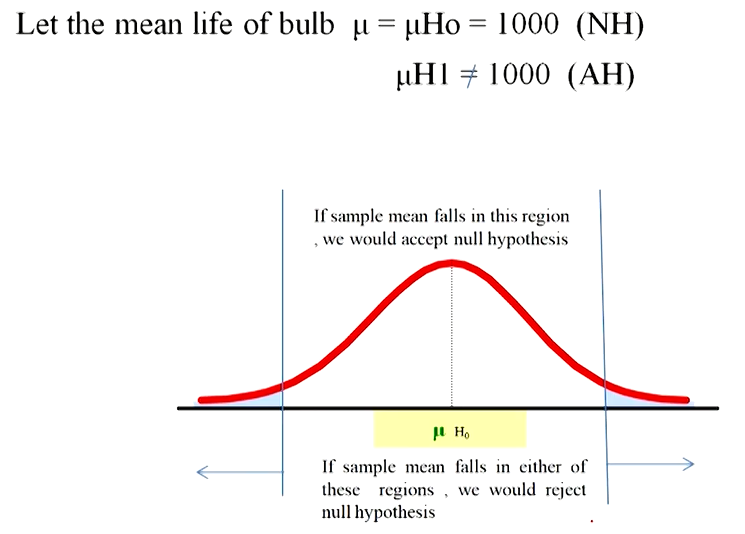 Let the mean life of bulb μ = μHo = 1000 (NH)
μH1 ≠ 1000 (AH)
If sample mean falls in this region
, we would accept null hypothesis
μ H₀
If sample mean falls in either of
these regions , we would reject
null hypothesis